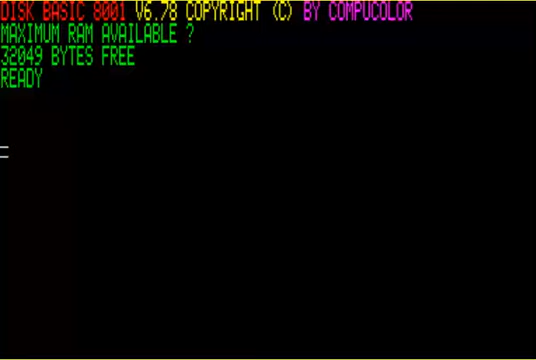 DISK BASIC 8001 V6.78 COPYRIGHT (C) BY COMPUCOLOR
MAXIMUM RAM AVAILABLE ?
32049 BYTES FREE
READY